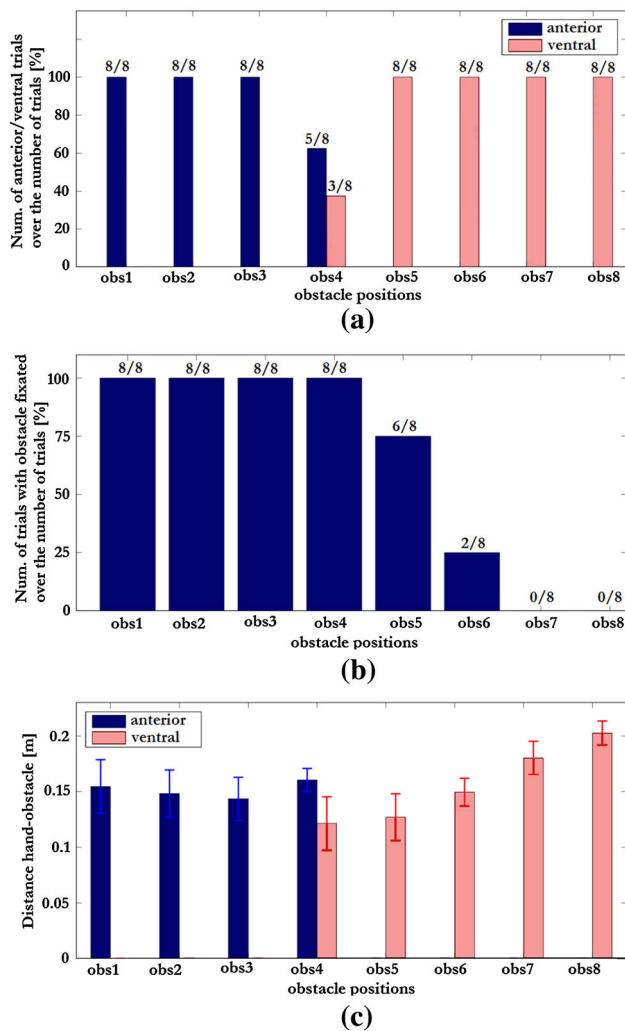 anterior
ventral
8/8 8/8 8/8 5/8 3/8 8/8 8/8 8/8 8/8
Num. of anterior/ventral trials
over the number of trials [%]
100
80
60
40
20
0
obs1 obs2 obs3 obs4 obs5 obs6 obs7 obs8
obstacle positions
(a)
8/8 8/8 8/8 8/8 6/8 2/8 0/8 0/8
Num. of trials with obstacle fixated
over the number of trials [%]
100
75
50
25
0
obs1 obs2 obs3 obs4 obs5 obs6 obs7 obs8
obstacle positions
(b)
anterior
ventral
Distance hand-obstacle [m]
0.2
0.15
0.1
0.05
0
obs1 obs2 obs3 obs4 obs5 obs6 obs7 obs8
obstacle positions
(c)